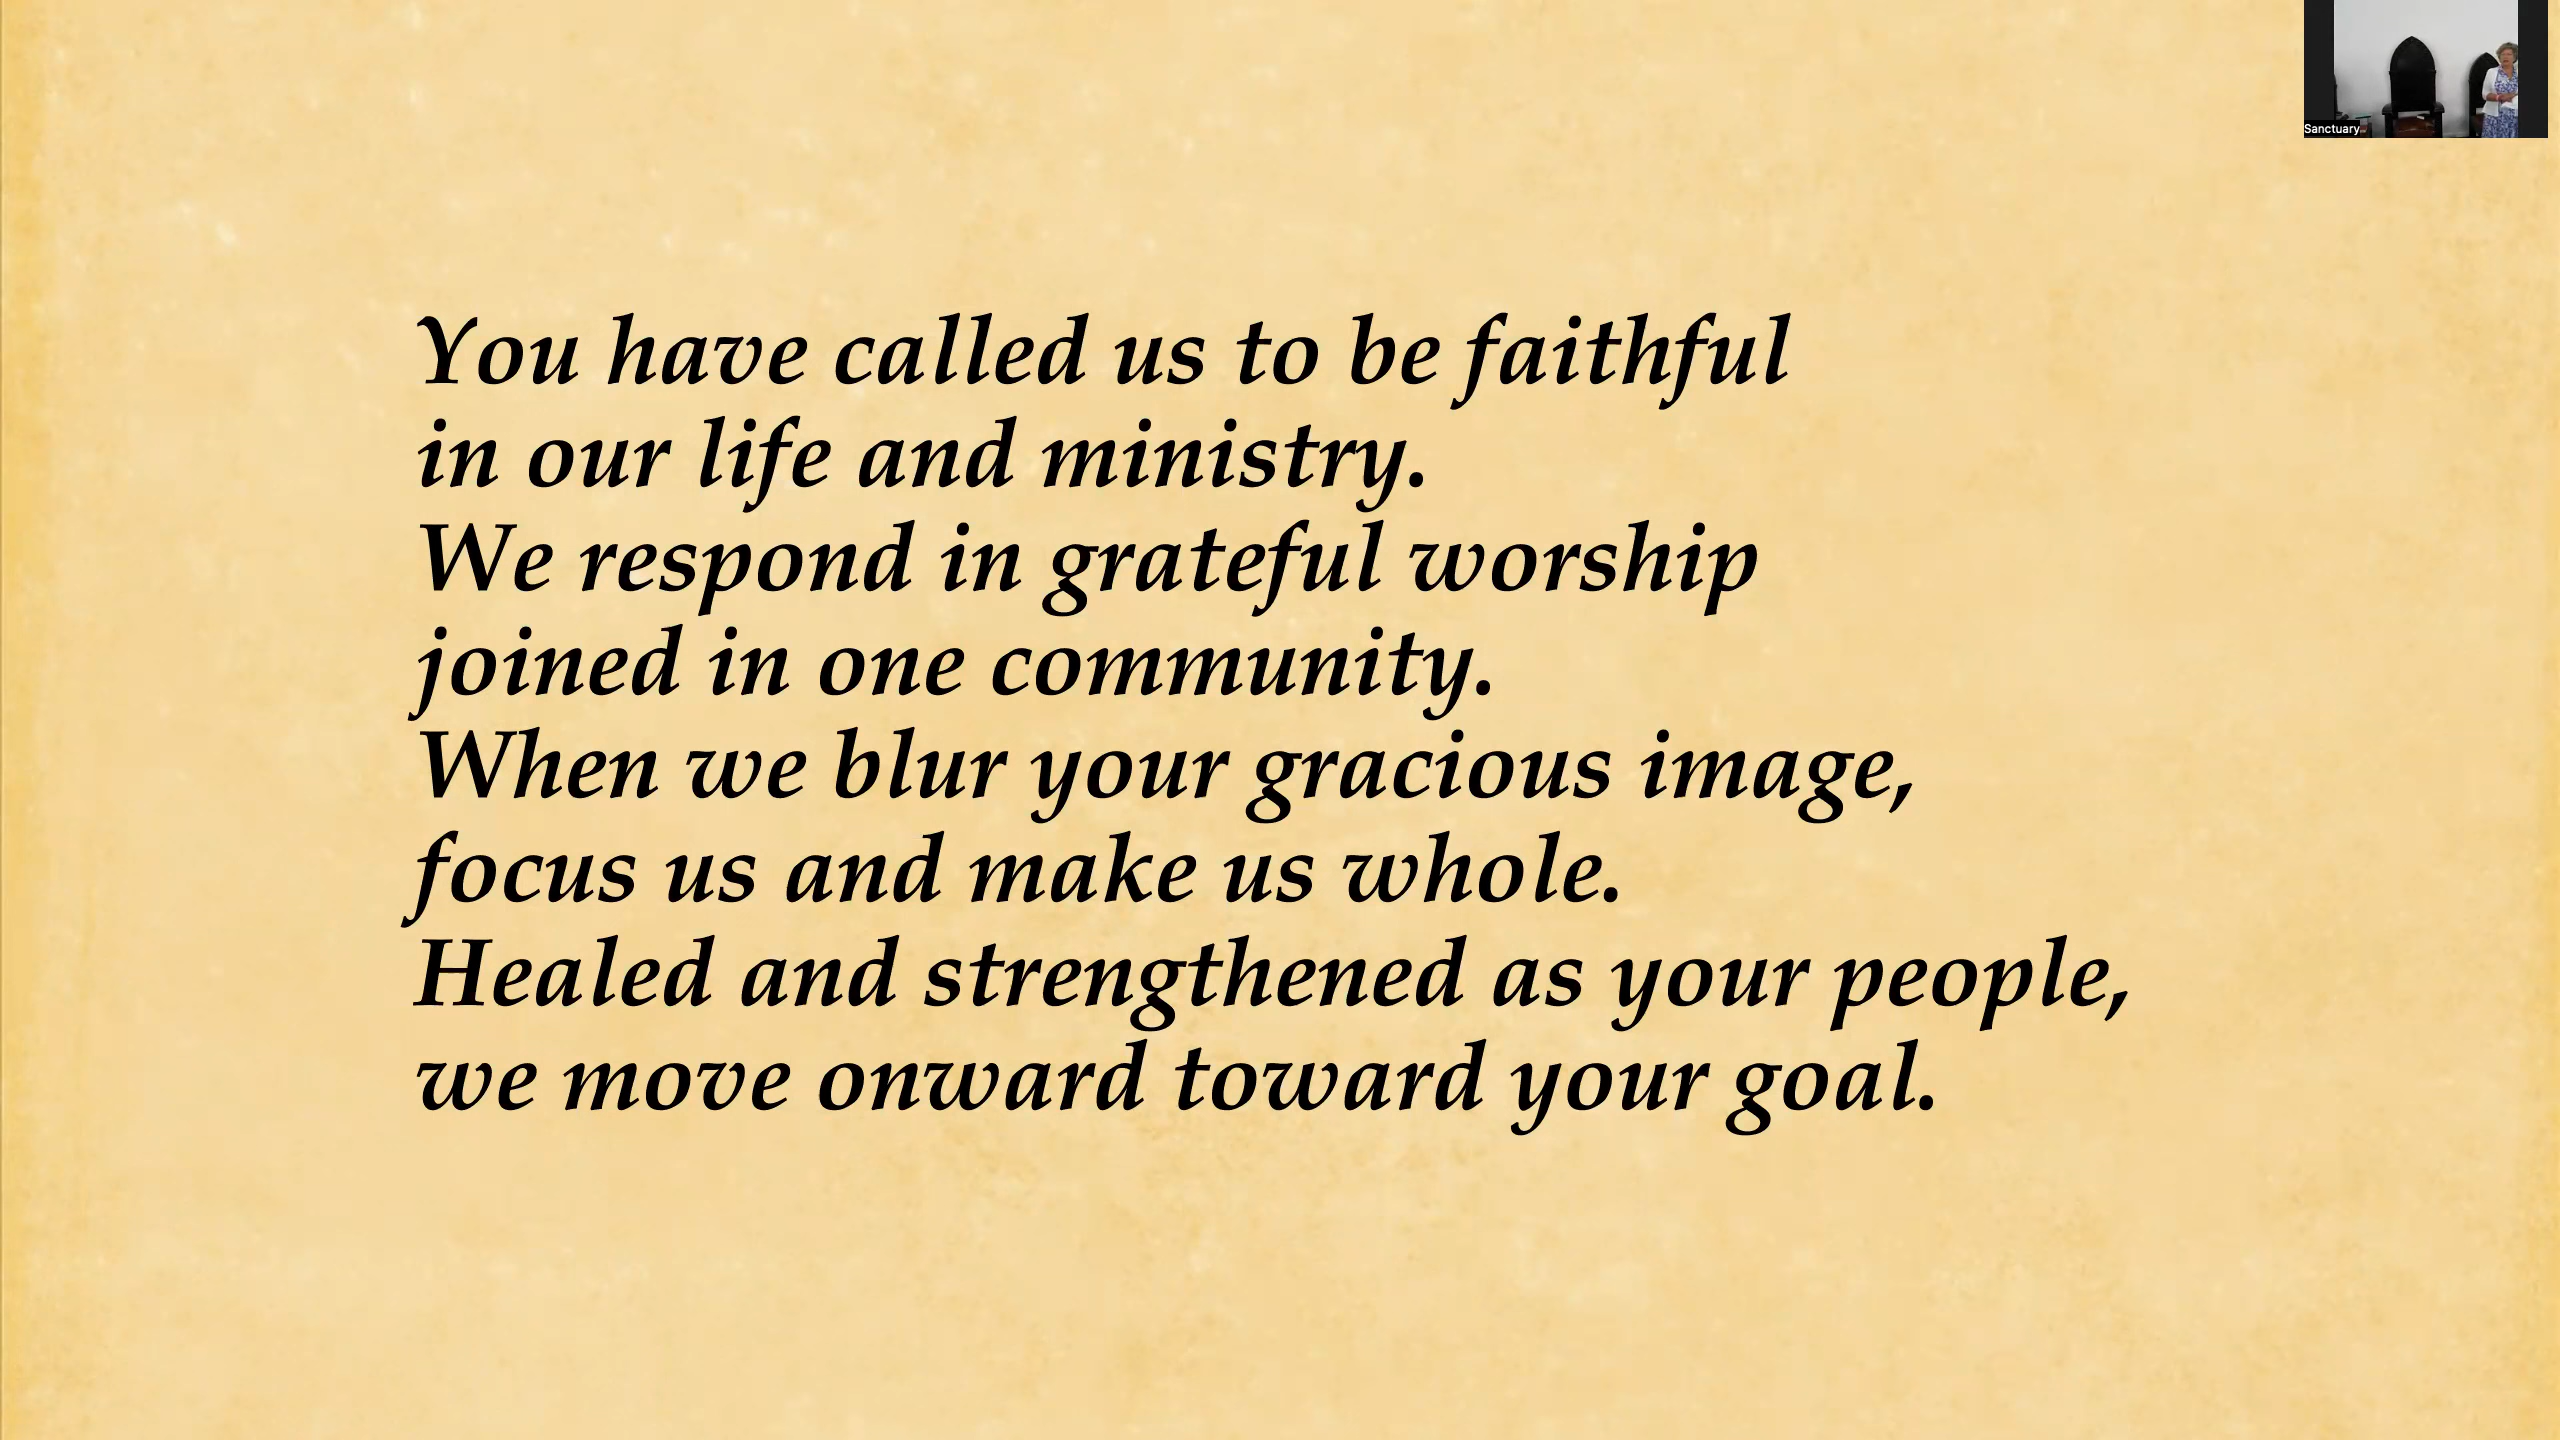 Sanctuary
You have called us to be faithful
in our life and ministry.
We respond in grateful worship
joined in one community.
When we blur your gracious image,
focus us and make us whole.
Healed and strengthened as your people,
we move onward toward your goal.